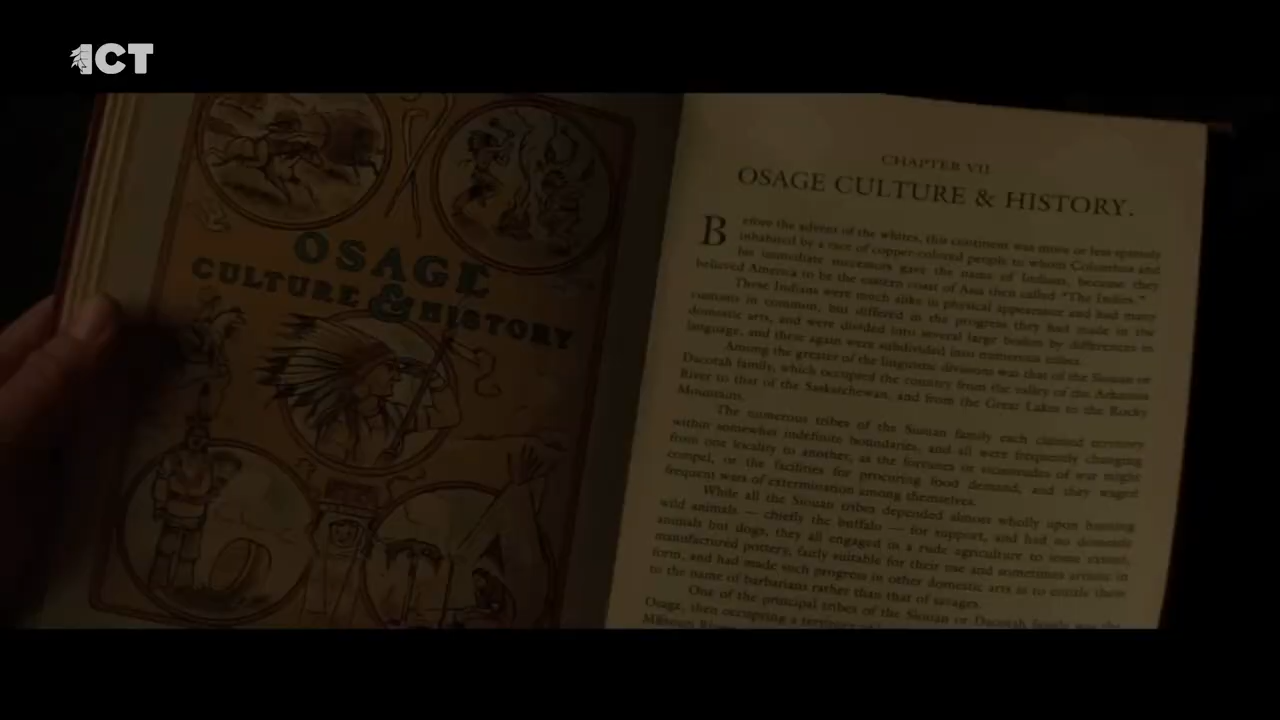 ICT
OSAGE
CULTURE & HISTORY
CHAPTER VII
OSAGE CULTURE & HISTORY.
Before the advent of the whites, this continent was more or less sparsely
inhabited by a race of copper-colored people to whom Columbus and
his immediate successors gave the name of Indians, because they
believed America to be the eastern coast of Asia then called "The Indies."
These Indians were much alike in physical appearance and had many
customs in common, but differed in the progress they had made in the
domestic arts, and were divided into several large bodies by differences in
language, and these again were subdivided into numerous tribes.
Among the greater of the linguistic divisions was that of the Siouan or
Dacotah family, which occupied the country from the valley of the Arkansas
River to that of the Saskatchewan, and from the Great Lakes to the Rocky
Mountains.
The numerous tribes of the Siouan family each claimed territory
within somewhat indefinite boundaries, and all were frequently changing
from one locality to another, as the fortunes or vicissitudes of war might
compel, or the facilities for procuring food demand, and they waged
frequent wars of extermination among themselves.
While all the Siouan tribes depended almost wholly upon hunting
wild animals — chiefly the buffalo — for support, and had no domestic
animals but dogs, they all engaged in a rude agriculture to some extent,
manufactured pottery, fairly suitable for their use and sometimes artistic in
form, and had made such progress in other domestic arts as to entitle them
to the name of barbarians rather than that of savages.
One of the principal tribes of the Siouan or Dacotah family was the
Osage, then occupying a territory
Missouri River